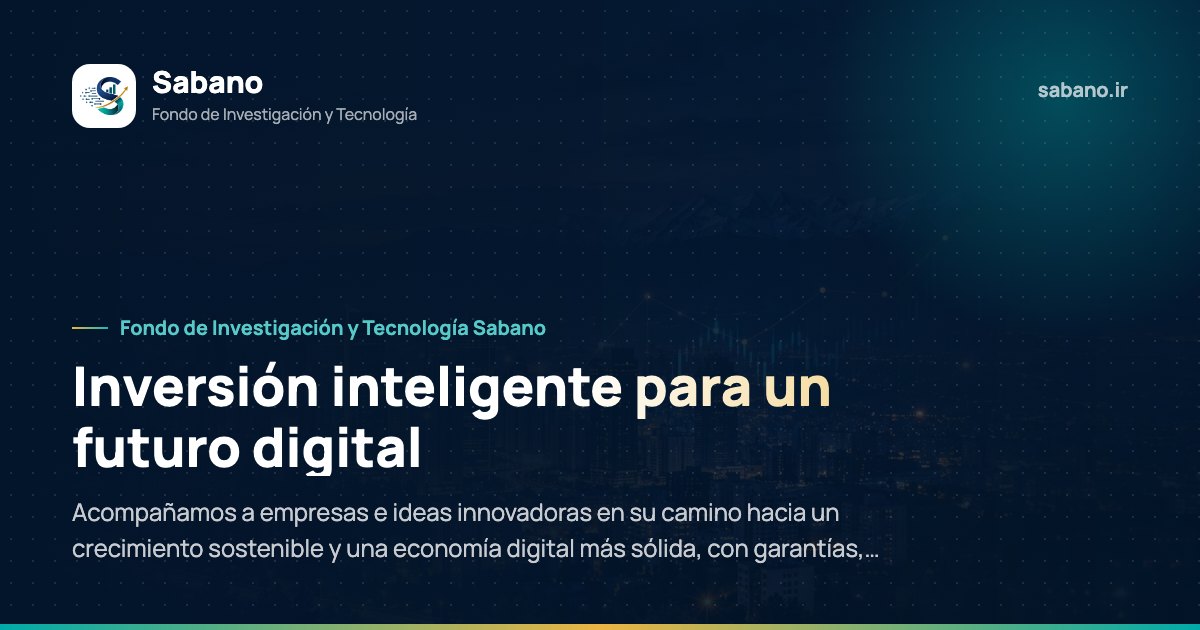 Sabano
Fondo de Investigación y Tecnología
sabano.ir
Fondo de Investigación y Tecnología Sabano
Inversión inteligente para un
futuro digital
Acompañamos a empresas e ideas innovadoras en su camino hacia un
crecimiento sostenible y una economía digital más sólida, con garantías,…